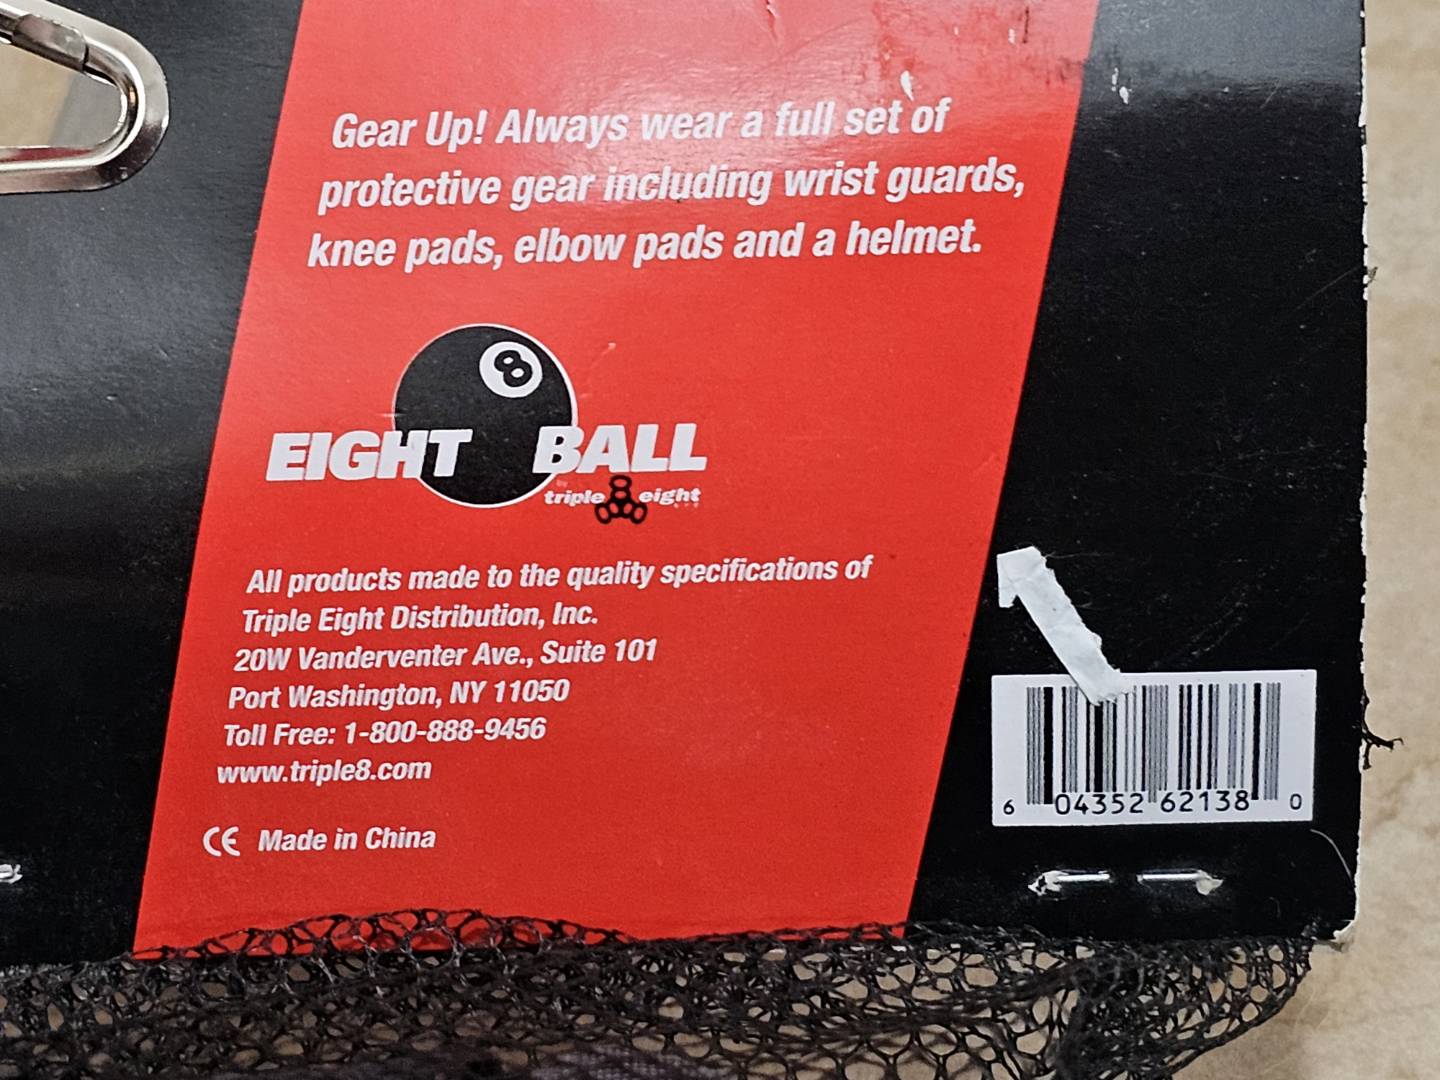 Gear Up! Always wear a full set of
protective gear including wrist guards,
knee pads, elbow pads and a helmet.
8
EIGHT BALL
by
triple eight
All products made to the quality specifications of
Triple Eight Distribution, Inc.
20W Vanderventer Ave., Suite 101
Port Washington, NY 11050
Toll Free: 1-800-888-9456
www.triple8.com
CE Made in China
6 04352 62138 0